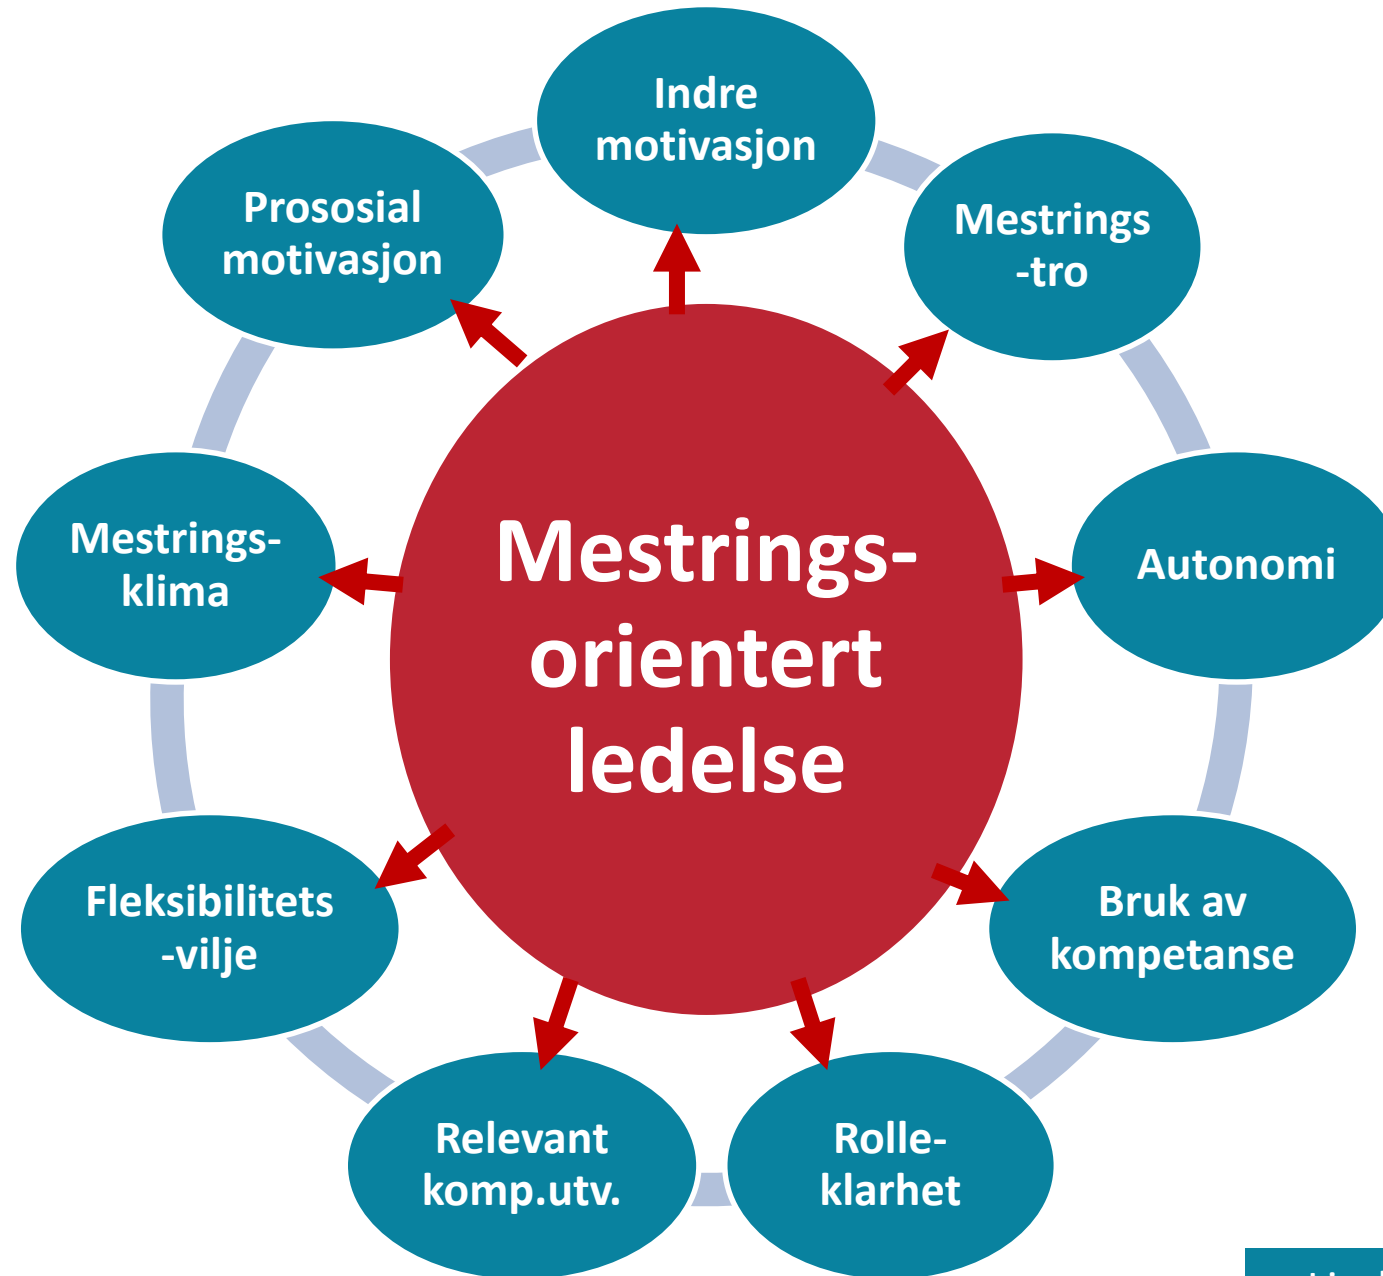 Indre
motivasjon
Mestrings
-tro
Autonomi
Bruk av
kompetanse
Rolle-
klarhet
Relevant
komp.utv.
Fleksibilitets
-vilje
Mestrings-
klima
Prososial
motivasjon
Mestrings-
orientert
ledelse